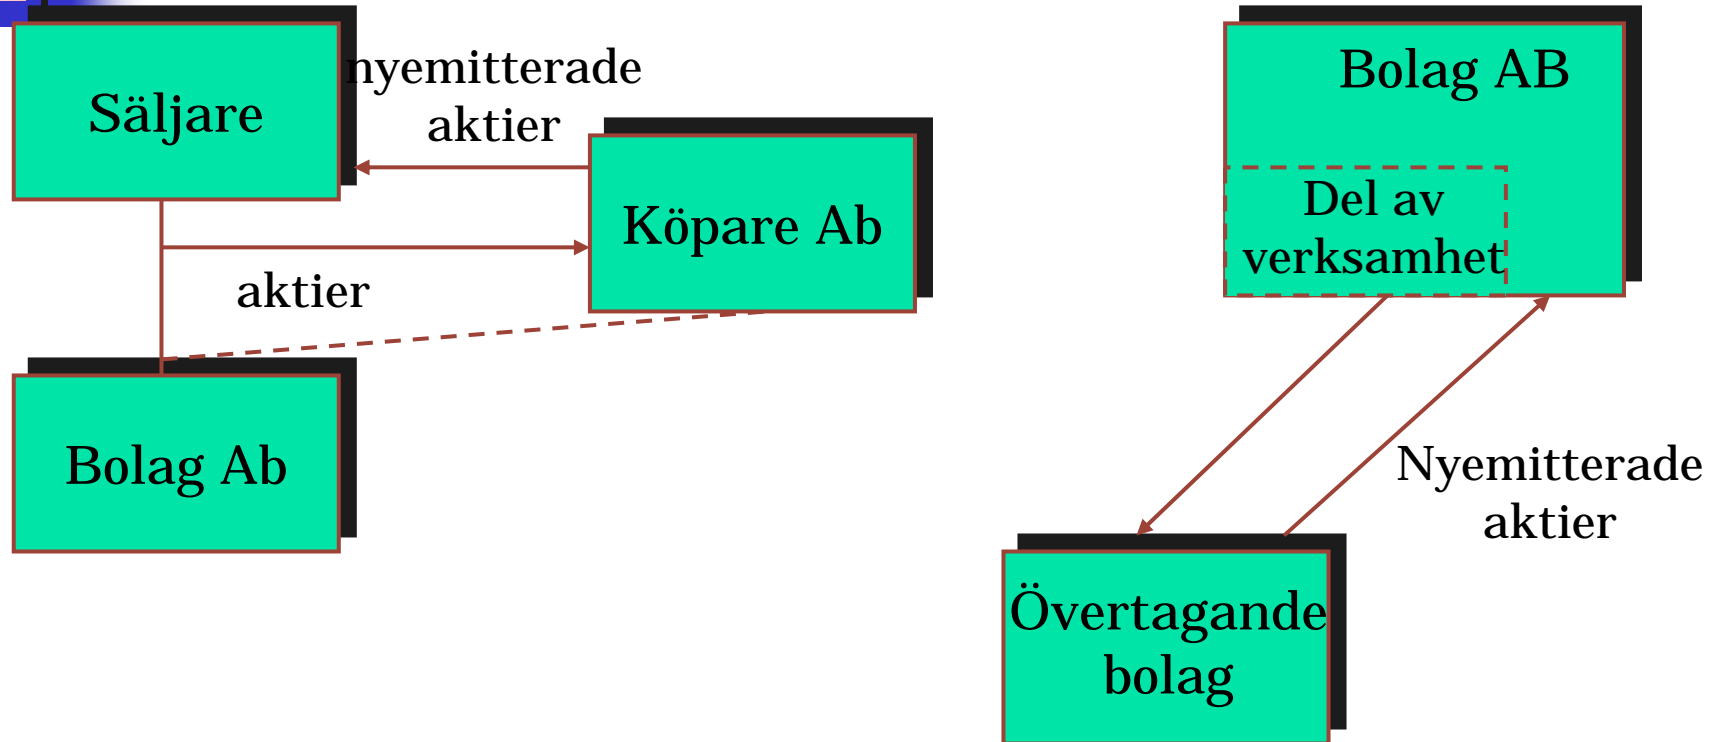 Säljare
nyemitterade
aktier
Köpare Ab
aktier
Bolag Ab
Bolag AB
Del av
verksamhet
Nyemitterade
aktier
Övertagande
bolag